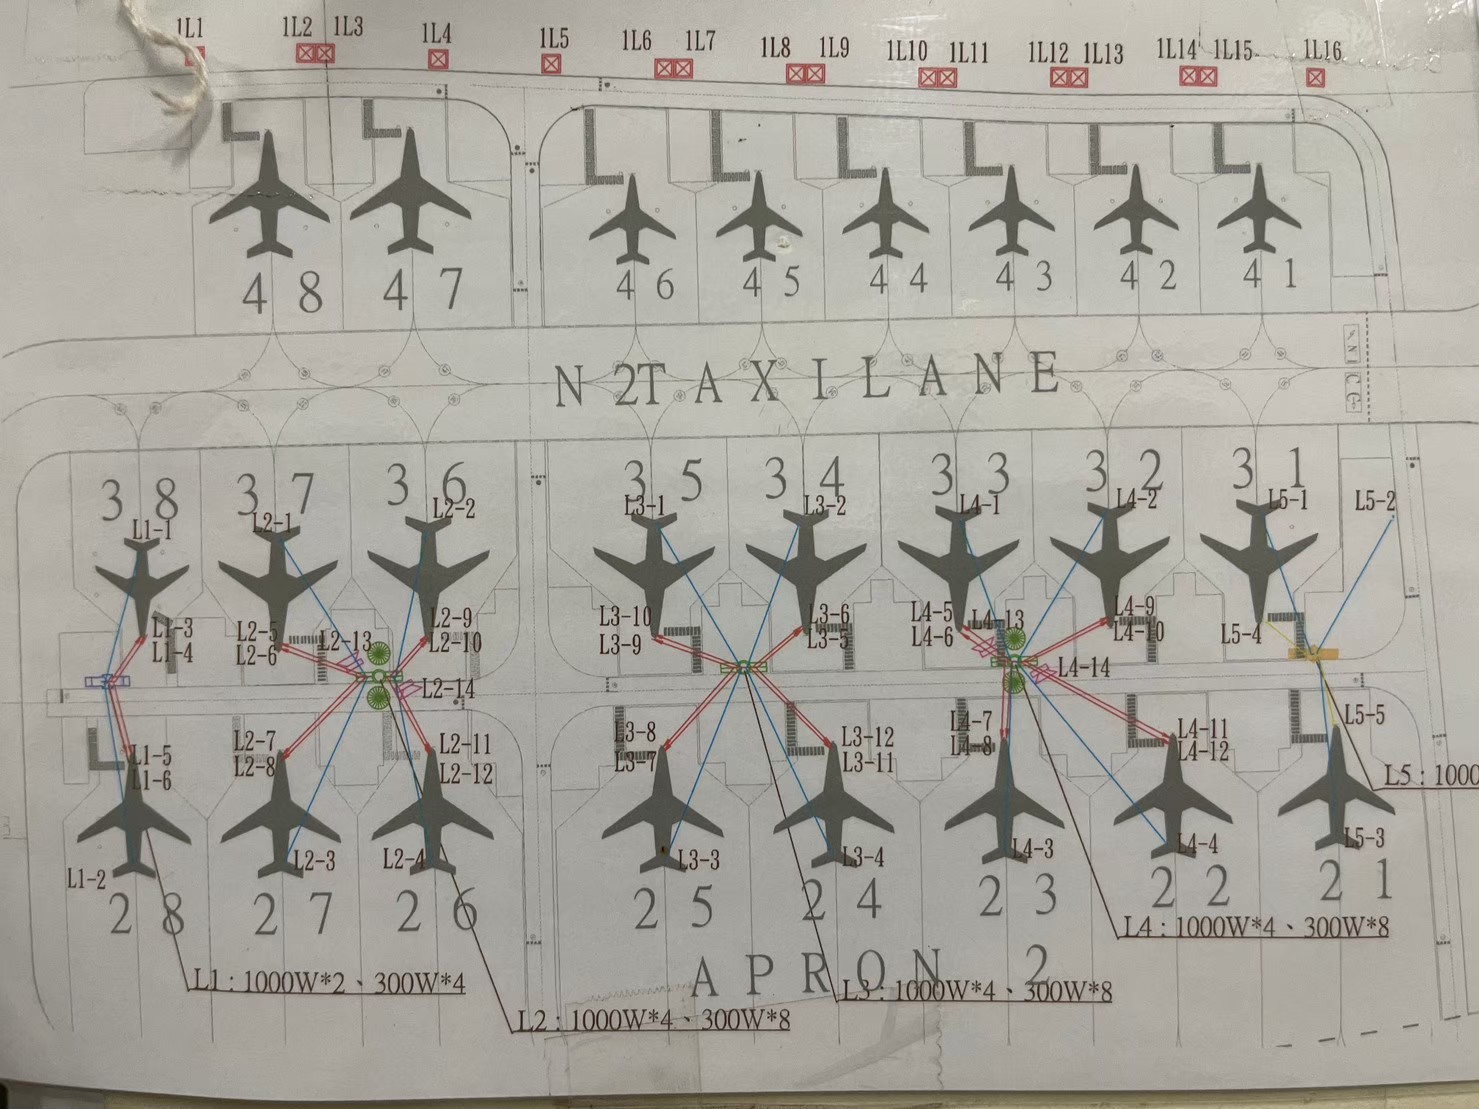 1L1 1L2 1L3 1L4 1L5 1L6 1L7 1L8 1L9 1L10 1L11 1L12 1L13 1L14 1L15 1L16
48 47 46 45 44 43 42 41
N2 TAXILANE
38 37 36 35 34 33 32 31
L1-1 L2-1 L2-2 L3-1 L3-2 L4-1 L4-2 L5-1 L5-2
L1-3 L2-5 L2-9 L3-10 L3-6 L4-5 L4-13 L4-9 L5-4
L1-4 L2-6 L2-13 L2-10 L3-9 L3-5 L4-6 L4-10
L2-14 L4-14
L1-5 L2-7 L2-11 L3-8 L3-12 L4-7 L4-11 L5-5
L1-6 L2-8 L2-12 L3-7 L3-11 L4-8 L4-12
L5:1000
L1-2 L2-3 L2-4 L3-3 L3-4 L4-3 L4-4 L5-3
28 27 26 25 24 23 22 21
L4:1000W*4、300W*8
APRON 2
L1:1000W*2、300W*4
L3:1000W*4、300W*8
L2:1000W*4、300W*8